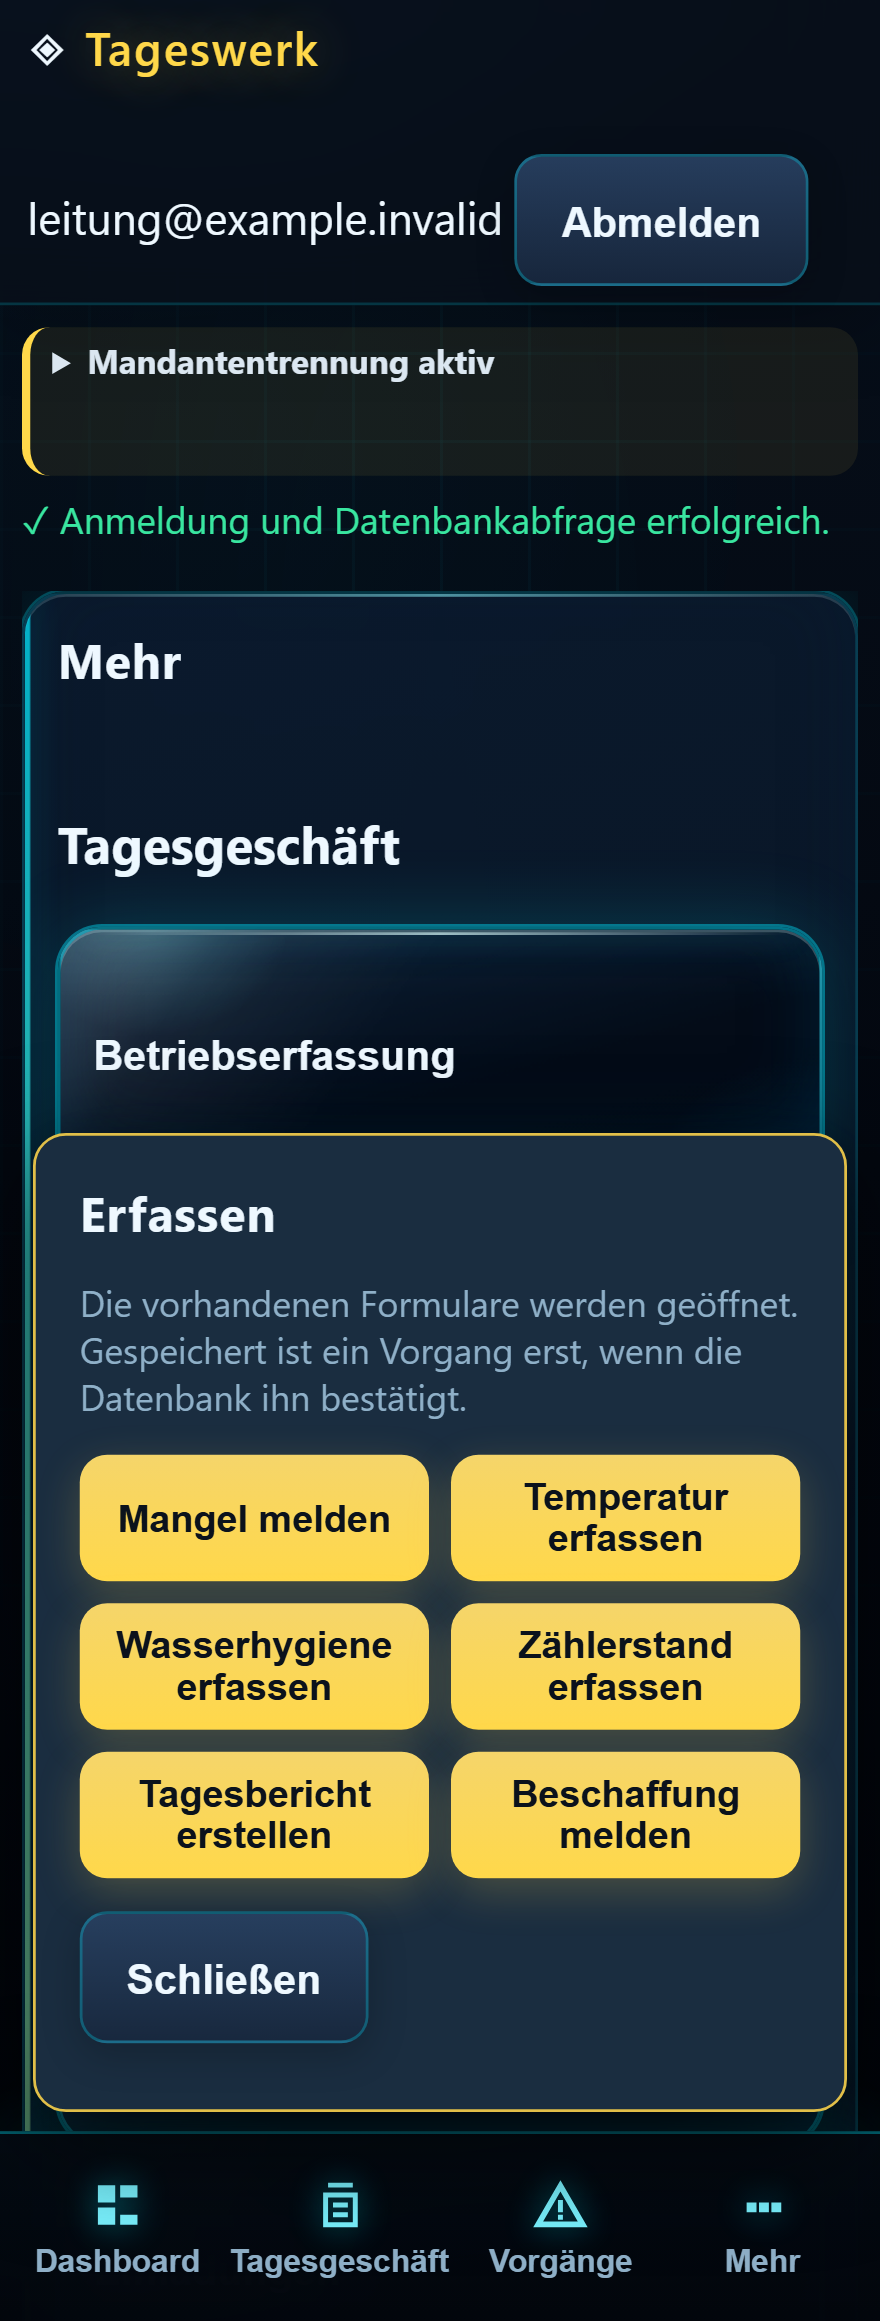 Tageswerk
leitung@example.invalid
Abmelden
Mandantentrennung aktiv
✓ Anmeldung und Datenbankabfrage erfolgreich.
Mehr
Tagesgeschäft
Betriebserfassung
Erfassen
Die vorhandenen Formulare werden geöffnet.
Gespeichert ist ein Vorgang erst, wenn die
Datenbank ihn bestätigt.
Mangel melden
Temperatur
erfassen
Wasserhygiene
erfassen
Zählerstand
erfassen
Tagesbericht
erstellen
Beschaffung
melden
Schließen
Dashboard
Tagesgeschäft
Vorgänge
Mehr